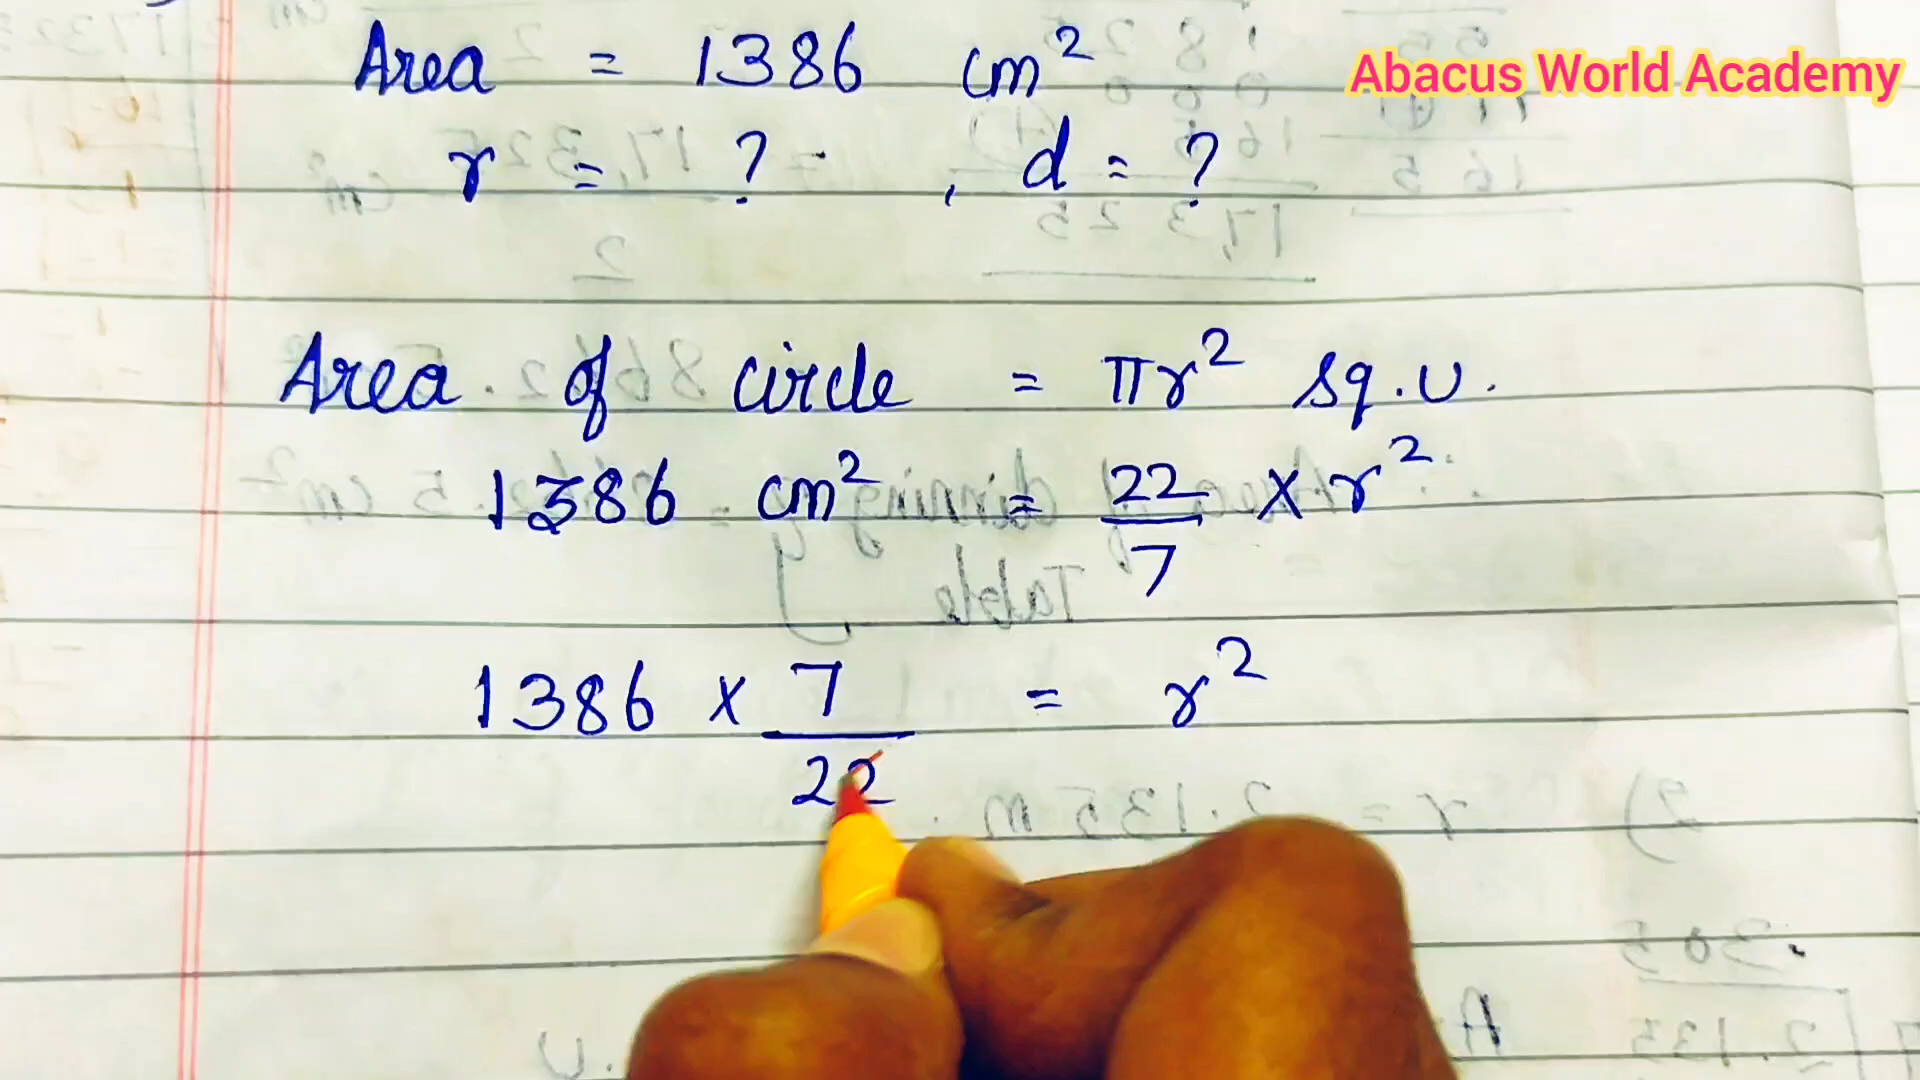 Area = 1386 cm²
Abacus World Academy
r = ? , d = ?
Area of circle = πr² sq.u.
1386 cm² = 22/7 × r²
1386 × 7/22 = r²